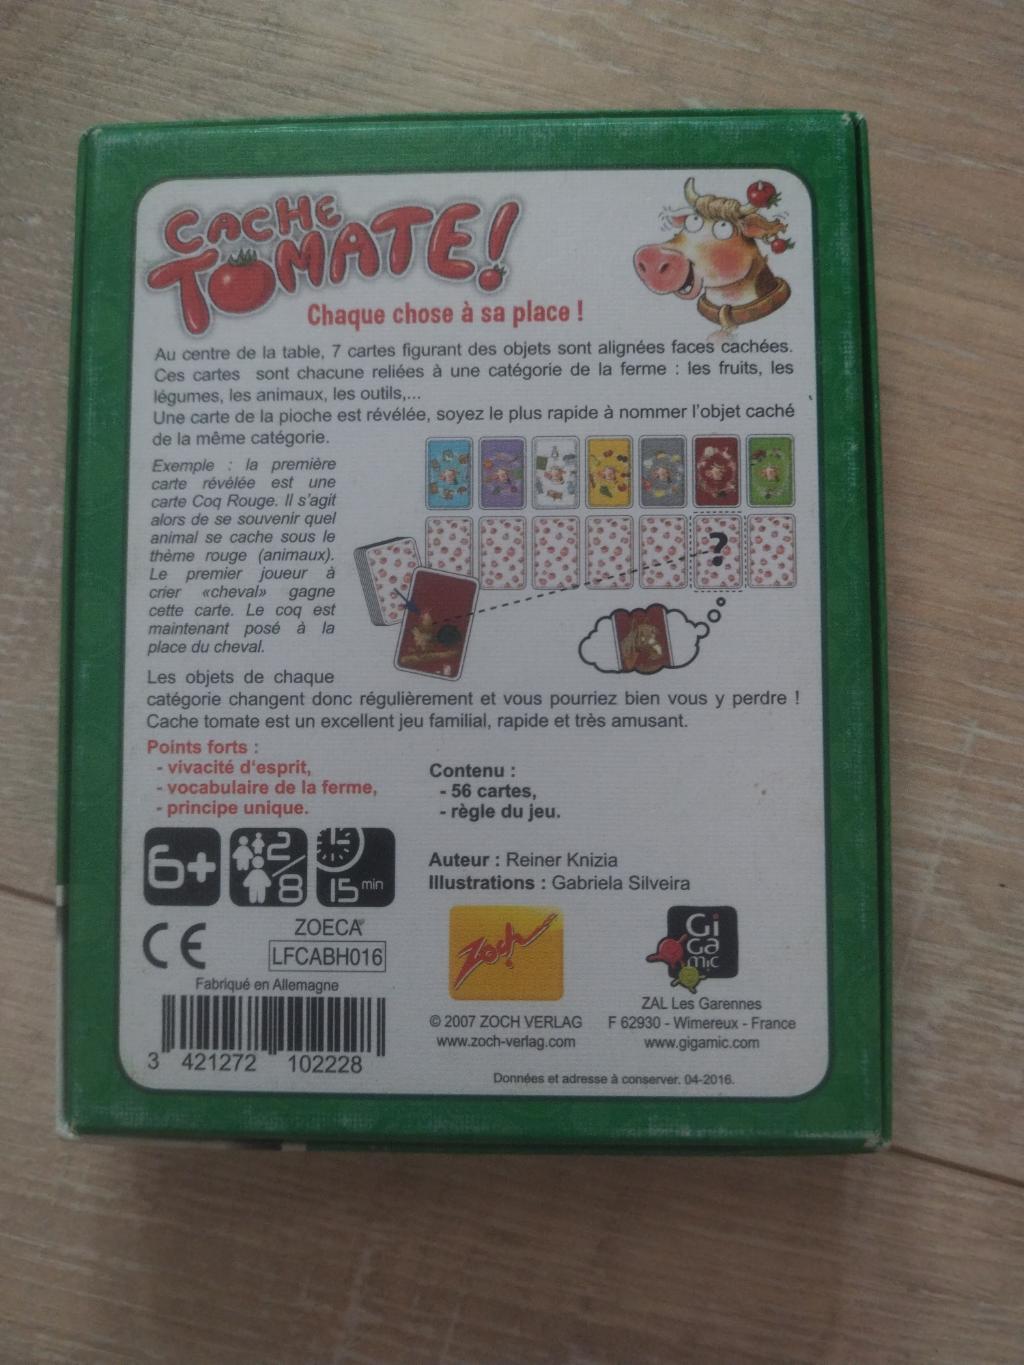 CACHE
TOMATE!
Chaque chose à sa place !
Au centre de la table, 7 cartes figurant des objets sont alignées faces cachées.
Ces cartes sont chacune reliées à une catégorie de la ferme : les fruits, les
légumes, les animaux, les outils,...
Une carte de la pioche est révélée, soyez le plus rapide à nommer l'objet caché
de la même catégorie.
Exemple : la première
carte révélée est une
carte Coq Rouge. Il s'agit
alors de se souvenir quel
animal se cache sous le
thème rouge (animaux).
Le premier joueur à
crier «cheval» gagne
cette carte. Le coq est
maintenant posé à la
place du cheval.
?
Les objets de chaque
catégorie changent donc régulièrement et vous pourriez bien vous y perdre !
Cache tomate est un excellent jeu familial, rapide et très amusant.
Points forts :
- vivacité d'esprit,
- vocabulaire de la ferme,
- principe unique.
Contenu :
- 56 cartes,
- règle du jeu.
6+
2/8
15 min
Auteur : Reiner Knizia
Illustrations : Gabriela Silveira
CE
ZOECA
LFCABH016
Fabriqué en Allemagne
3 421272 102228
Zoch
© 2007 ZOCH VERLAG
www.zoch-verlag.com
GiGamic
ZAL Les Garennes
F 62930 - Wimereux - France
www.gigamic.com
Données et adresse à conserver. 04-2016.